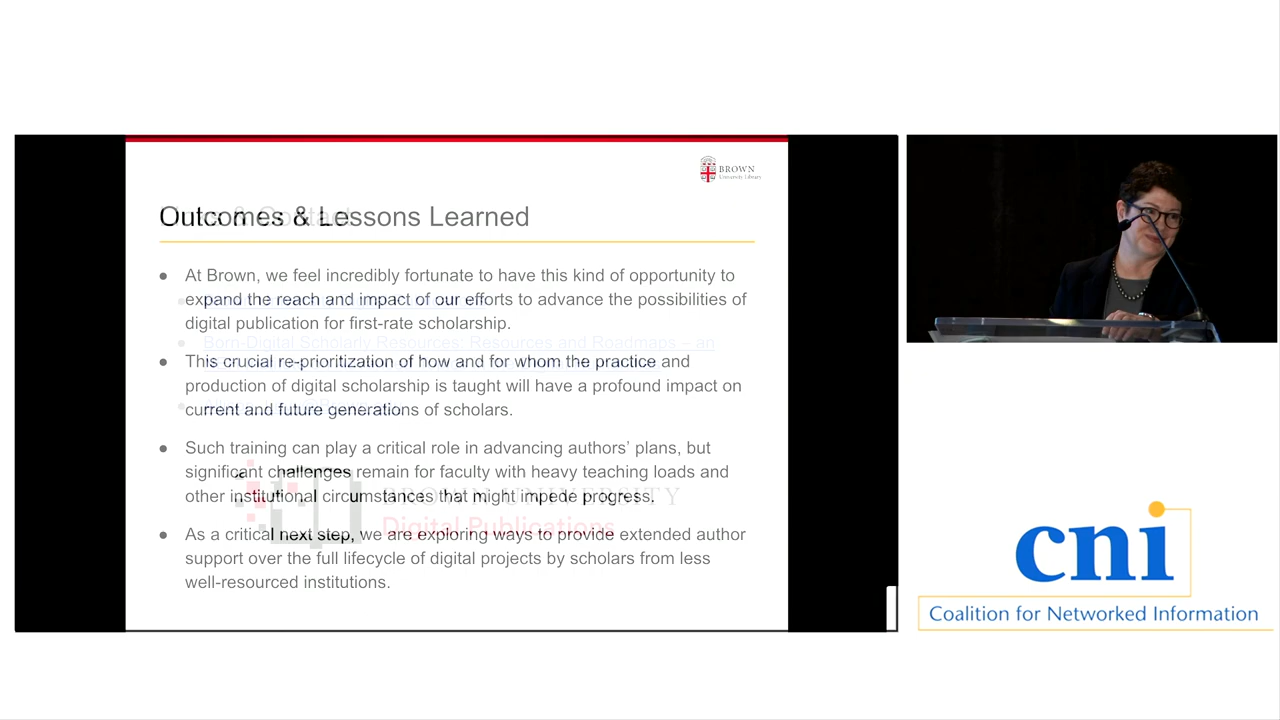 BROWN
University Library
Outcomes & Lessons Learned
● At Brown, we feel incredibly fortunate to have this kind of opportunity to
expand the reach and impact of our efforts to advance the possibilities of
digital publication for first-rate scholarship.
Born-Digital Scholarly Resources: Resources and Roadmaps – an
● This crucial re-prioritization of how and for whom the practice and
production of digital scholarship is taught will have a profound impact on
current and future generations of scholars.
● Such training can play a critical role in advancing authors’ plans, but
significant challenges remain for faculty with heavy teaching loads and
other institutional circumstances that might impede progress.
BROWN UNIVERSITY
Digital Publications
● As a critical next step, we are exploring ways to provide extended author
support over the full lifecycle of digital projects by scholars from less
well-resourced institutions.
cni
Coalition for Networked Information